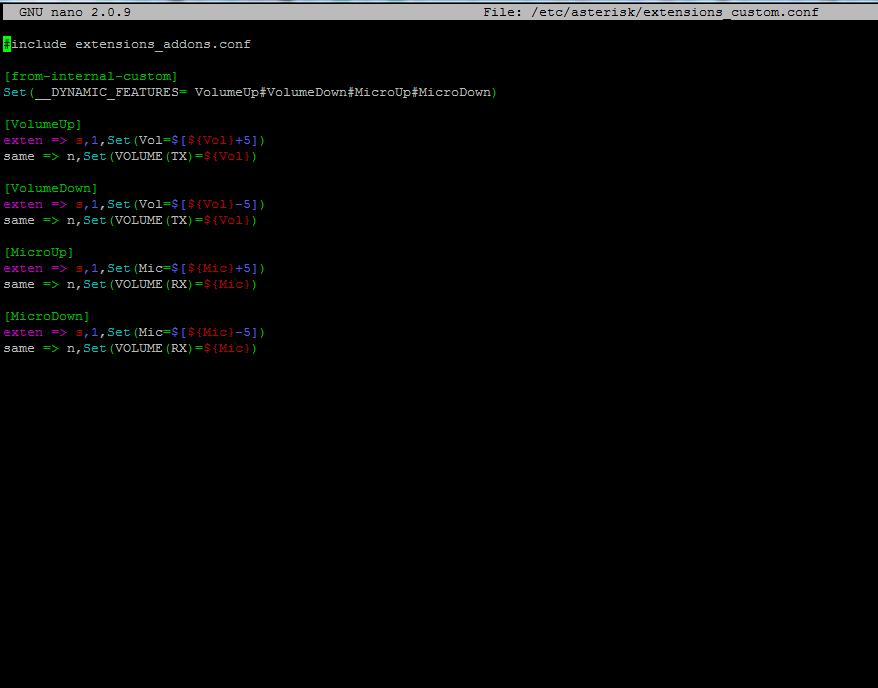 GNU nano 2.0.9 File: /etc/asterisk/extensions_custom.conf
#include extensions_addons.conf
[from-internal-custom]
Set(__DYNAMIC_FEATURES= VolumeUp#VolumeDown#MicroUp#MicroDown)
[VolumeUp]
exten => s,1,Set(Vol=$[${Vol}+5])
same => n,Set(VOLUME(TX)=${Vol})
[VolumeDown]
exten => s,1,Set(Vol=$[${Vol}-5])
same => n,Set(VOLUME(TX)=${Vol})
[MicroUp]
exten => s,1,Set(Mic=$[${Mic}+5])
same => n,Set(VOLUME(RX)=${Mic})
[MicroDown]
exten => s,1,Set(Mic=$[${Mic}-5])
same => n,Set(VOLUME(RX)=${Mic})